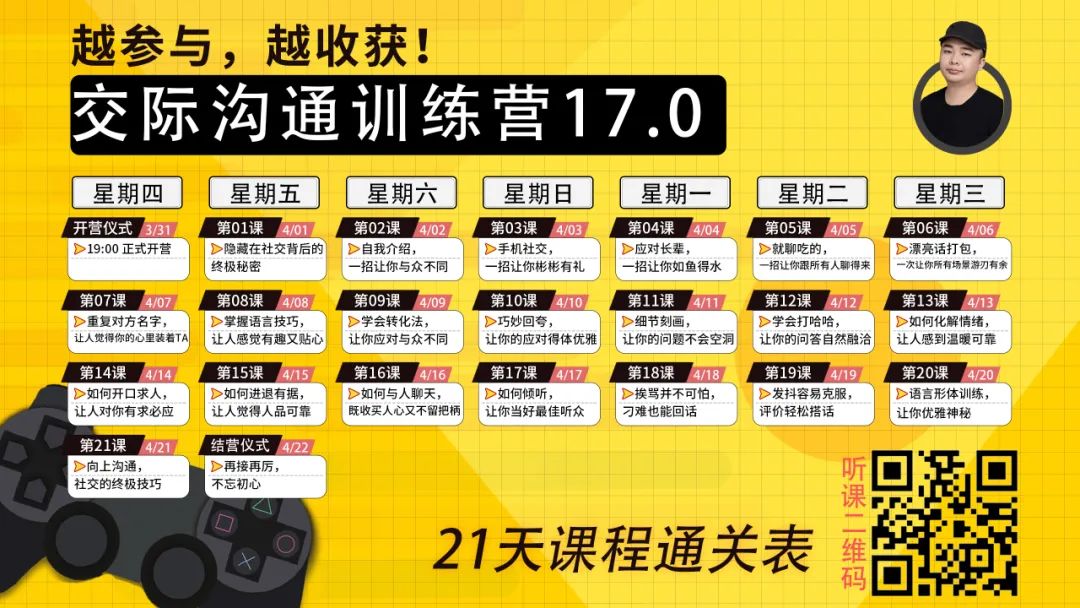 越参与，越收获！
交际沟通训练营17.0
星期四
星期五
星期六
星期日
星期一
星期二
星期三
开营仪式 3/31
19:00 正式开营
第01课 4/01
隐藏在社交背后的
终极秘密
第02课 4/02
自我介绍，
一招让你与众不同
第03课 4/03
手机社交，
一招让你彬彬有礼
第04课 4/04
应对长辈，
一招让你如鱼得水
第05课 4/05
就聊吃的，
一招让你跟所有人聊得来
第06课 4/06
漂亮话打包，
一次让你所有场景游刃有余
第07课 4/07
重复对方名字，
让人觉得你的心里装着TA
第08课 4/08
掌握语言技巧，
让人感觉有趣又贴心
第09课 4/09
学会转化法，
让你应对与众不同
第10课 4/10
巧妙回夸，
让你的应对得体优雅
第11课 4/11
细节刻画，
让你的问题不会空洞
第12课 4/12
学会打哈哈，
让你的问答自然融洽
第13课 4/13
如何化解情绪，
让人感到温暖可靠
第14课 4/14
如何开口求人，
让人对你有求必应
第15课 4/15
如何进退有据，
让人觉得人品可靠
第16课 4/16
如何与人聊天，
既收买人心又不留把柄
第17课 4/17
如何倾听，
让你当好最佳听众
第18课 4/18
挨骂并不可怕，
刁难也能回话
第19课 4/19
发抖容易克服，
评价轻松搭话
第20课 4/20
语言形体训练，
让你优雅神秘
第21课 4/21
向上沟通，
社交的终极技巧
结营仪式 4/22
再接再厉，
不忘初心
21天课程通关表
听课二维码